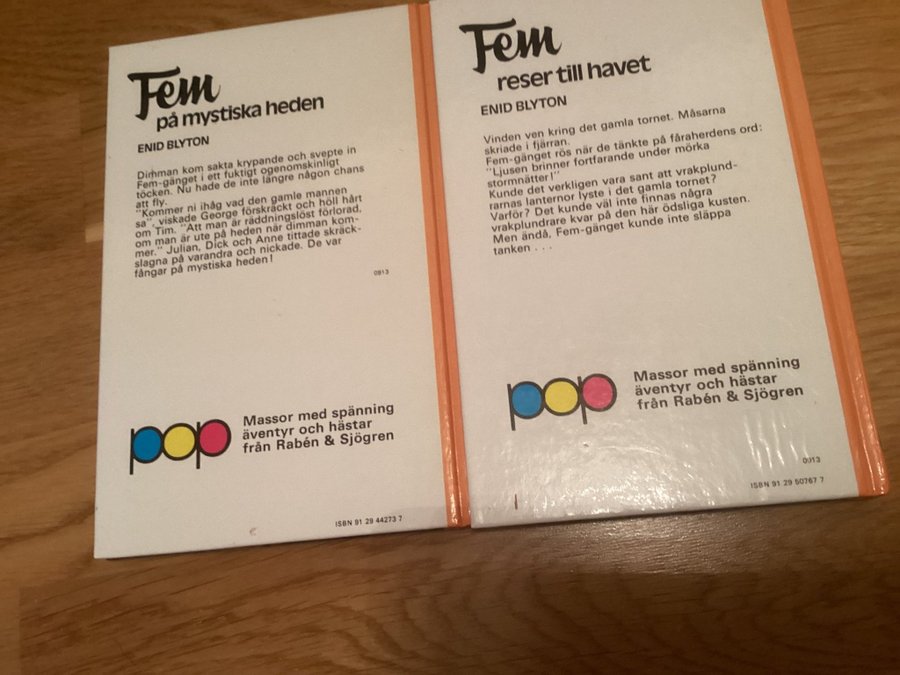 Fem
på mystiska heden
ENID BLYTON
Dimman kom sakta krypande och svepte in
Fem-gänget i ett fuktigt ogenomskinligt
töcken. Nu hade de inte längre någon chans
att fly.
"Kommer ni ihåg vad den gamle mannen
sa", viskade George förskräckt och höll hårt
om Tim. "Att man är räddningslöst förlorad,
om man är ute på heden när dimman kom-
mer." Julian, Dick och Anne tittade skräck-
slagna på varandra och nickade. De var
fångar på mystiska heden!
0913
pop
Massor med spänning
äventyr och hästar
från Rabén & Sjögren
ISBN 91 29 44273 7
Fem
reser till havet
ENID BLYTON
Vinden ven kring det gamla tornet. Måsarna
skriade i fjärran.
Fem-gänget rös när de tänkte på fåraherdens ord:
"Ljusen brinner fortfarande under mörka
stormnätter!"
Kunde det verkligen vara sant att vrakplund-
rarnas lanternor lyste i det gamla tornet?
Varför? Det kunde väl inte finnas några
vrakplundrare kvar på den här ödsliga kusten.
Men ändå, Fem-gänget kunde inte släppa
tanken . . .
pop
Massor med spänning
äventyr och hästar
från Rabén & Sjögren
0913
ISBN 91 29 50767 7